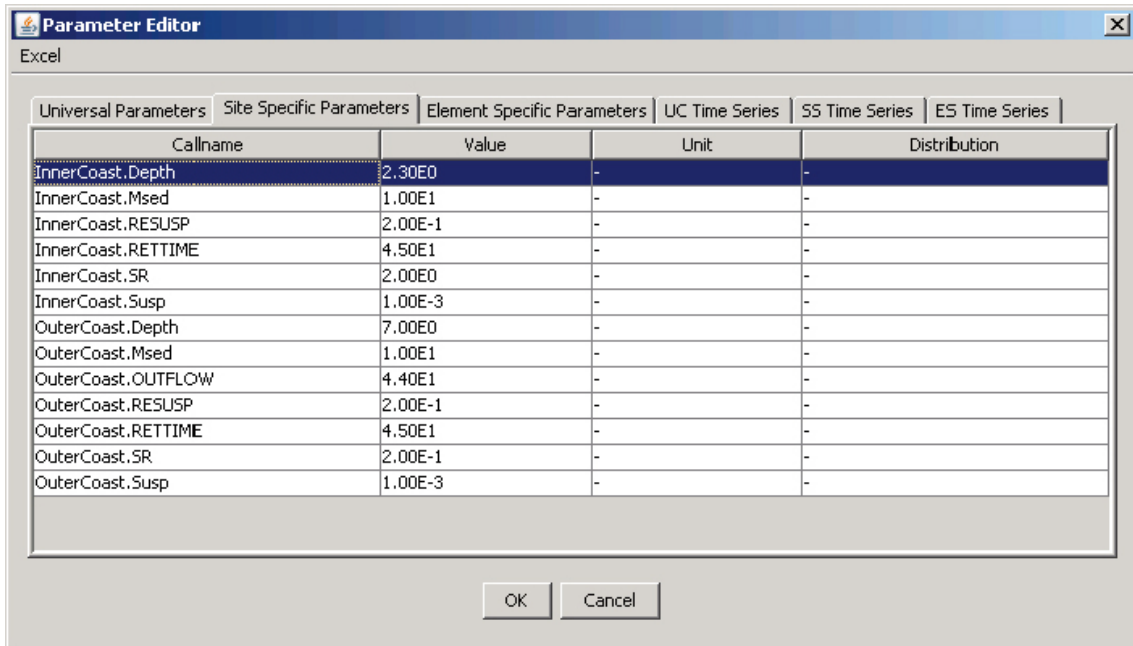 Parameter Editor
Excel
Universal Parameters Site Specific Parameters Element Specific Parameters UC Time Series SS Time Series ES Time Series
Callname Value Unit Distribution
InnerCoast.Depth 2.30E0 - -
InnerCoast.Msed 1.00E1 - -
InnerCoast.RESUSP 2.00E-1 - -
InnerCoast.RETTIME 4.50E1 - -
InnerCoast.SR 2.00E0 - -
InnerCoast.Susp 1.00E-3 - -
OuterCoast.Depth 7.00E0 - -
OuterCoast.Msed 1.00E1 - -
OuterCoast.OUTFLOW 4.40E1 - -
OuterCoast.RESUSP 2.00E-1 - -
OuterCoast.RETTIME 4.50E1 - -
OuterCoast.SR 2.00E-1 - -
OuterCoast.Susp 1.00E-3 - -
OK Cancel